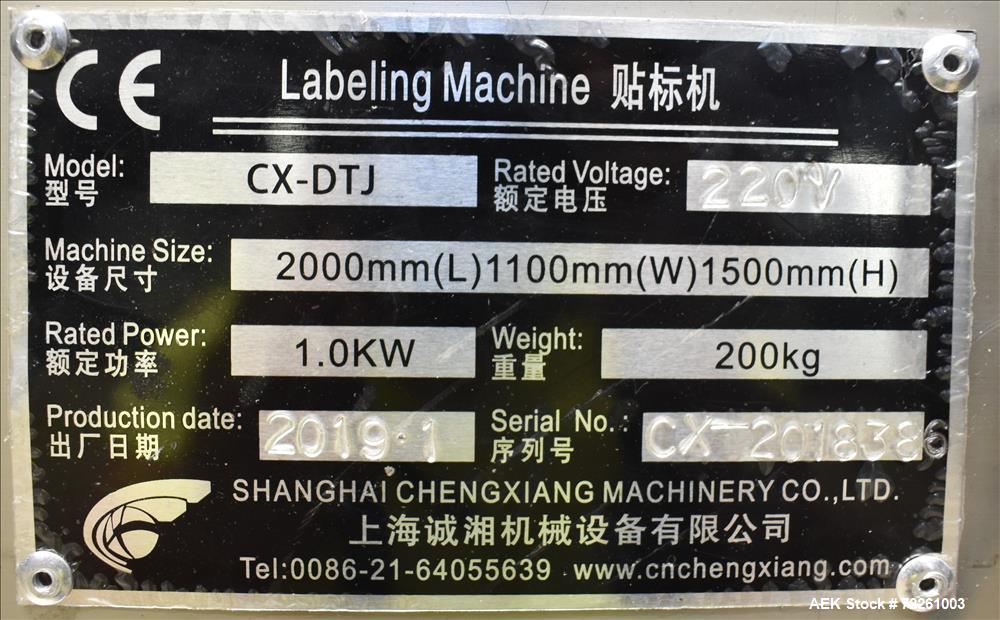 CE
Labeling Machine 贴标机
Model: CX-DTJ Rated Voltage: 220V
型号 额定电压
Machine Size: 2000mm(L)1100mm(W)1500mm(H)
设备尺寸
Rated Power: 1.0KW Weight: 200kg
额定功率 重量
Production date: 2019.1 Serial No.: CX-2018386
出厂日期 序列号
SHANGHAI CHENGXIANG MACHINERY CO.,LTD.
上海诚湘机械设备有限公司
Tel:0086-21-64055639 www.cnchengxiang.com
AEK Stock # 73261003